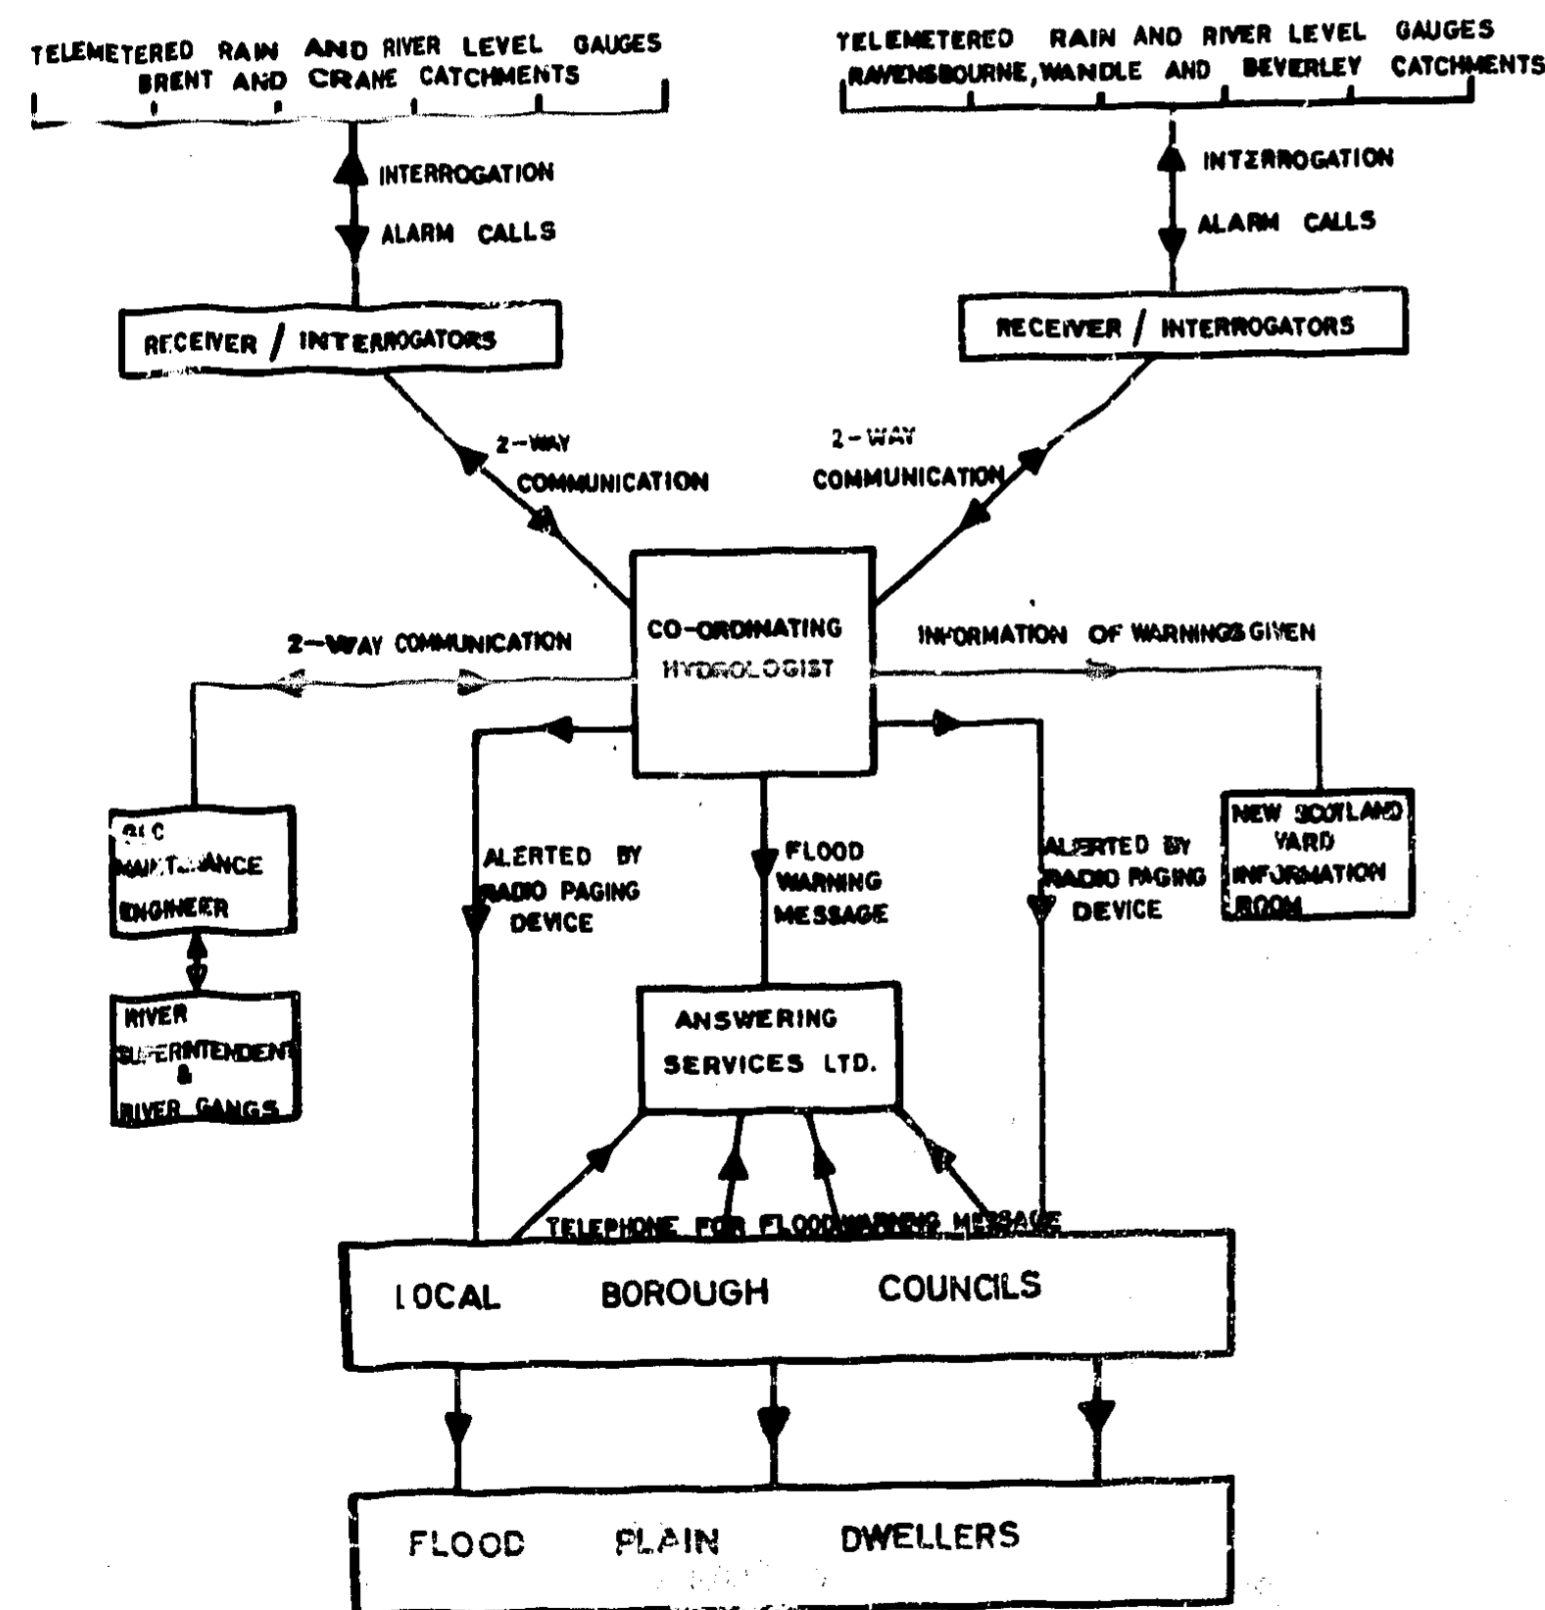 TELEMETERED RAIN AND RIVER LEVEL GAUGES
BRENT AND CRANE CATCHMENTS
TELEMETERED RAIN AND RIVER LEVEL GAUGES
RAVENSBOURNE, WANDLE AND BEVERLEY CATCHMENTS
INTERROGATION
ALARM CALLS
INTERROGATION
ALARM CALLS
RECEIVER / INTERROGATORS
RECEIVER / INTERROGATORS
2-WAY
COMMUNICATION
2-WAY
COMMUNICATION
CO-ORDINATING
HYDROLOGIST
2-WAY COMMUNICATION
INFORMATION OF WARNINGS GIVEN
GLC
MAINTENANCE
ENGINEER
ALERTED BY
RADIO PAGING
DEVICE
FLOOD
WARNING
MESSAGE
ALERTED BY
RADIO PAGING
DEVICE
NEW SCOTLAND
YARD
INFORMATION
ROOM
RIVER
SUPERINTENDENT
&
RIVER GANGS
ANSWERING
SERVICES LTD.
TELEPHONE FOR FLOOD WARNING MESSAGE
LOCAL BOROUGH COUNCILS
FLOOD PLAIN DWELLERS